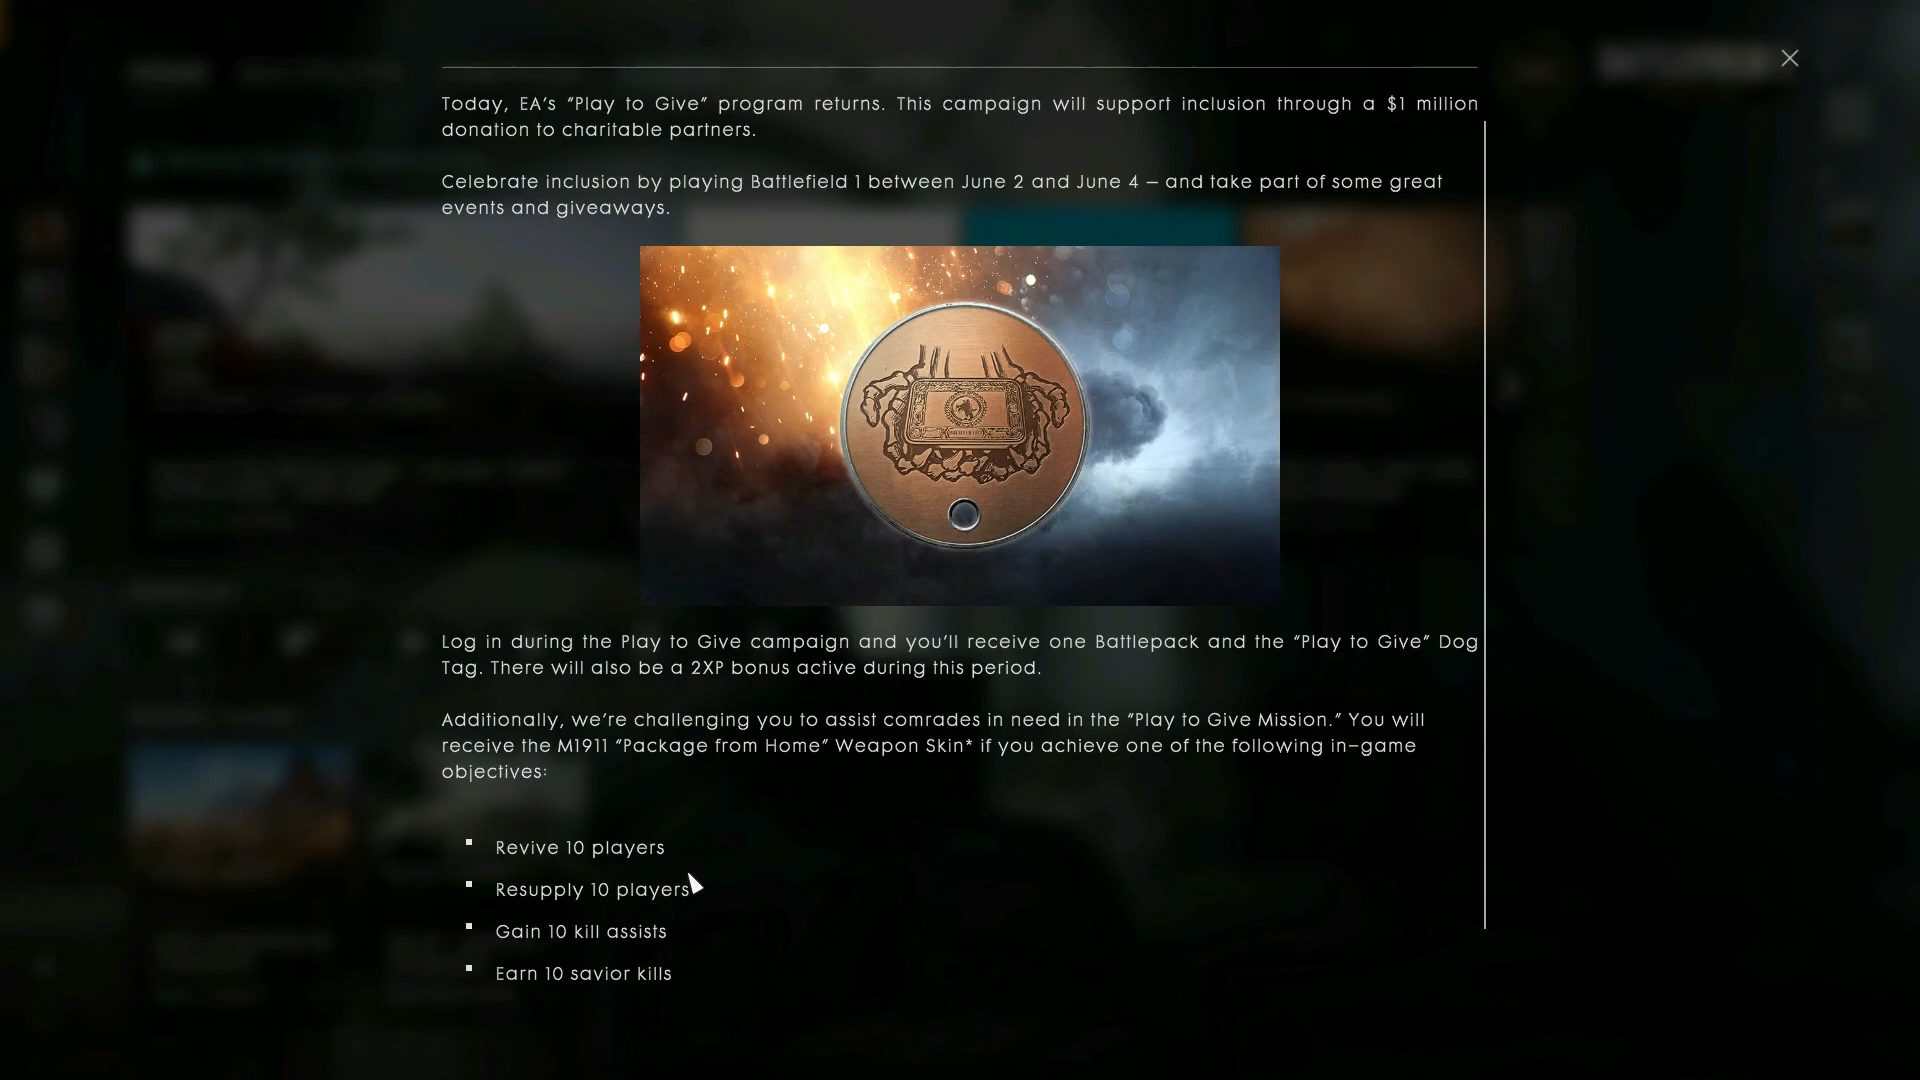 Today, EA's "Play to Give" program returns. This campaign will support inclusion through a $1 million
donation to charitable partners.
Celebrate inclusion by playing Battlefield 1 between June 2 and June 4 – and take part of some great
events and giveaways.
Log in during the Play to Give campaign and you'll receive one Battlepack and the "Play to Give" Dog
Tag. There will also be a 2XP bonus active during this period.
Additionally, we're challenging you to assist comrades in need in the "Play to Give Mission." You will
receive the M1911 "Package from Home" Weapon Skin* if you achieve one of the following in-game
objectives:
Revive 10 players
Resupply 10 players
Gain 10 kill assists
Earn 10 savior kills